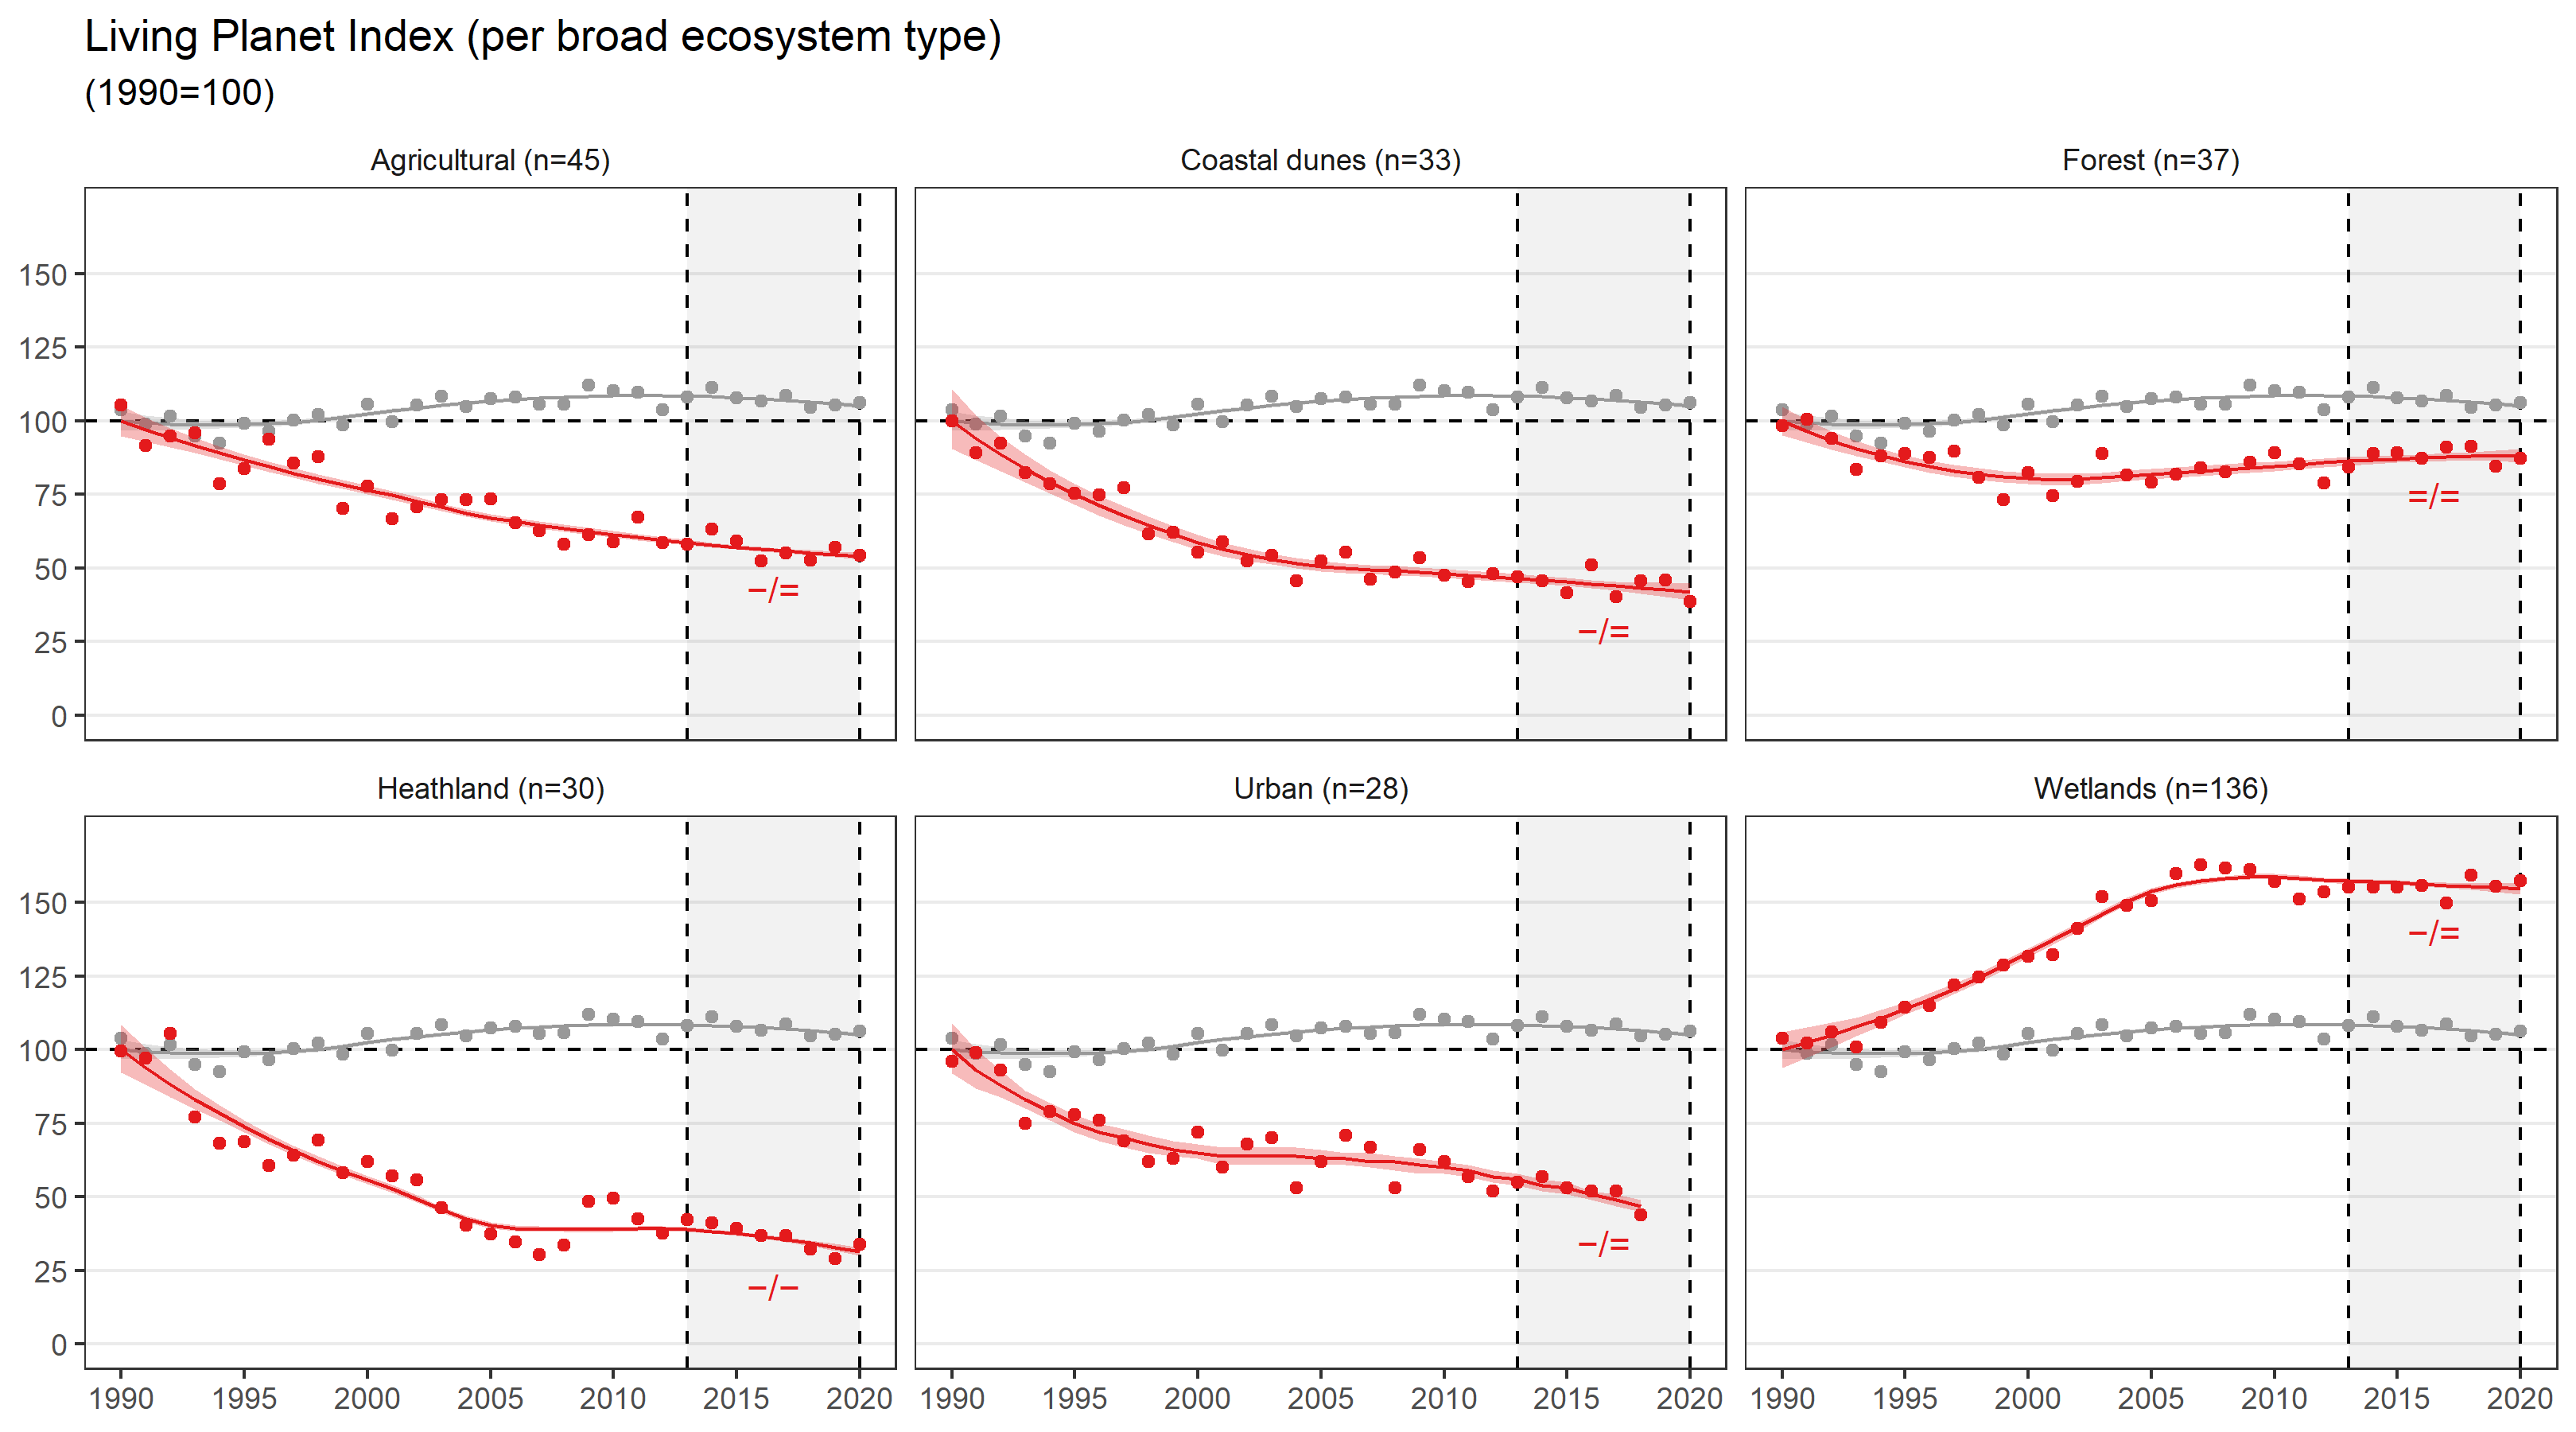 Living Planet Index (per broad ecosystem type)
(1990=100)
Agricultural (n=45)
Coastal dunes (n=33)
Forest (n=37)
150
125
100
75
50
25
0
−/=
−/=
=/=
Heathland (n=30)
Urban (n=28)
Wetlands (n=136)
150
125
100
75
50
25
0
−/−
−/=
−/=
1990 1995 2000 2005 2010 2015 2020
1990 1995 2000 2005 2010 2015 2020
1990 1995 2000 2005 2010 2015 2020